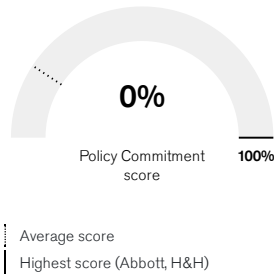 0%
Policy Commitment
score
100%
Average score
Highest score (Abbott, H&H)